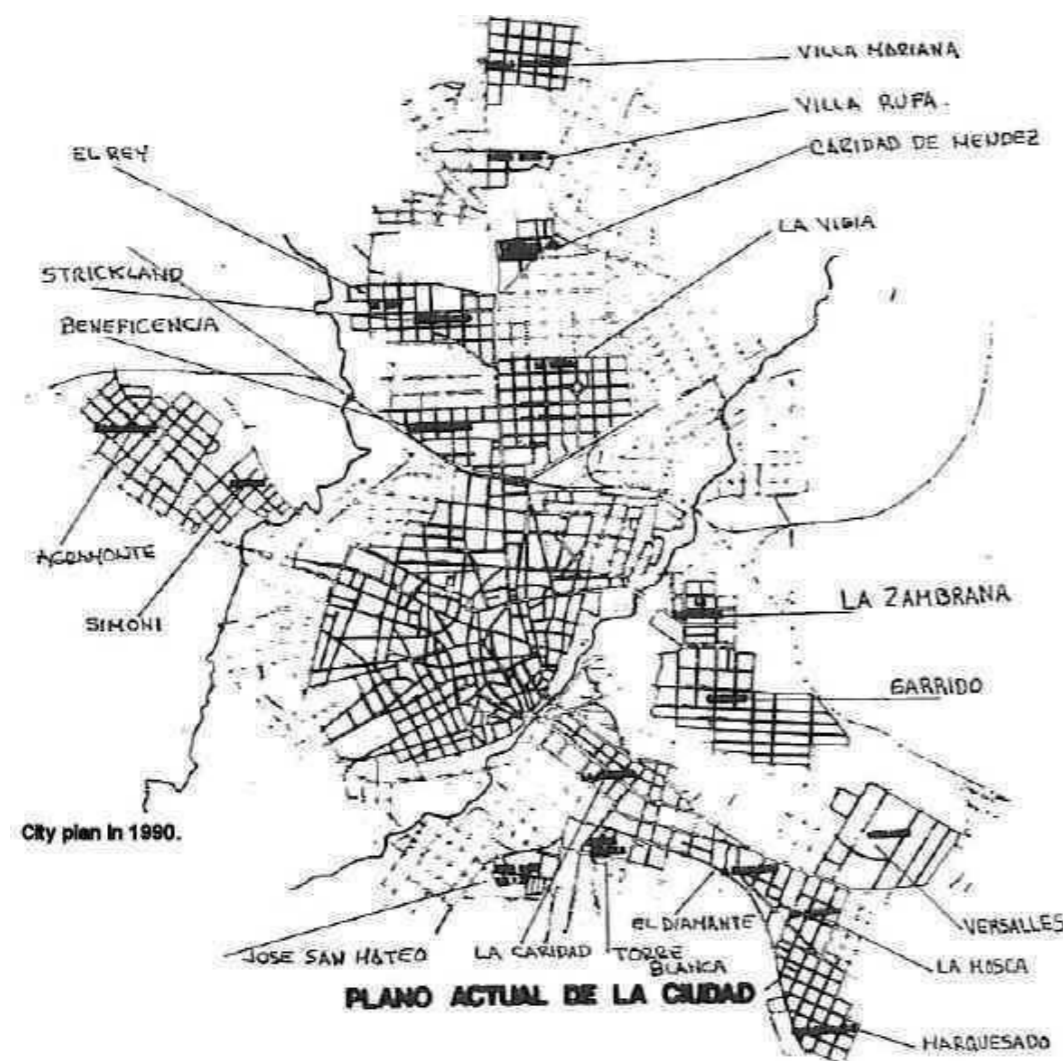 VILLA MARIANA
VILLA RUFA.
CARIDAD DE MENDEZ
EL REY
LA VIGIA
STRICKLAND
BENEFICENCIA
AGRAMONTE
SIMONI
LA ZAMBRANA
GARRIDO
City plan in 1990.
VERSALLES
EL DIAMANTE
JOSE SAN MATEO
LA CARIDAD
TORRE
BLANCA
LA MOSCA
PLANO ACTUAL DE LA CIUDAD
MARQUESADO